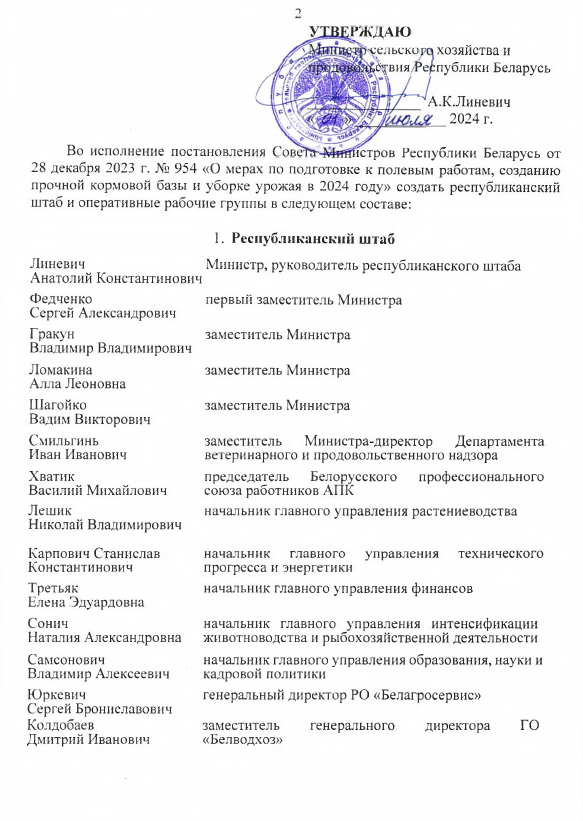 2
УТВЕРЖДАЮ
Министр сельского хозяйства и
продовольствия Республики Беларусь
А.К.Линевич
« 01 » июля 2024 г.
Во исполнение постановления Совета Министров Республики Беларусь от
28 декабря 2023 г. № 954 «О мерах по подготовке к полевым работам, созданию
прочной кормовой базы и уборке урожая в 2024 году» создать республиканский
штаб и оперативные рабочие группы в следующем составе:
1. Республиканский штаб
Линевич Министр, руководитель республиканского штаба
Анатолий Константинович
Федченко первый заместитель Министра
Сергей Александрович
Гракун заместитель Министра
Владимир Владимирович
Ломакина заместитель Министра
Алла Леоновна
Шагойко заместитель Министра
Вадим Викторович
Смильгинь заместитель Министра-директор Департамента
Иван Иванович ветеринарного и продовольственного надзора
Хватик председатель Белорусского профессионального
Василий Михайлович союза работников АПК
Лешик начальник главного управления растениеводства
Николай Владимирович
Карпович Станислав начальник главного управления технического
Константинович прогресса и энергетики
Третьяк начальник главного управления финансов
Елена Эдуардовна
Сонич начальник главного управления интенсификации
Наталия Александровна животноводства и рыбохозяйственной деятельности
Самсонович начальник главного управления образования, науки и
Владимир Алексеевич кадровой политики
Юркевич генеральный директор РО «Белагросервис»
Сергей Брониславович
Колдобаев заместитель генерального директора ГО
Дмитрий Иванович «Белводхоз»